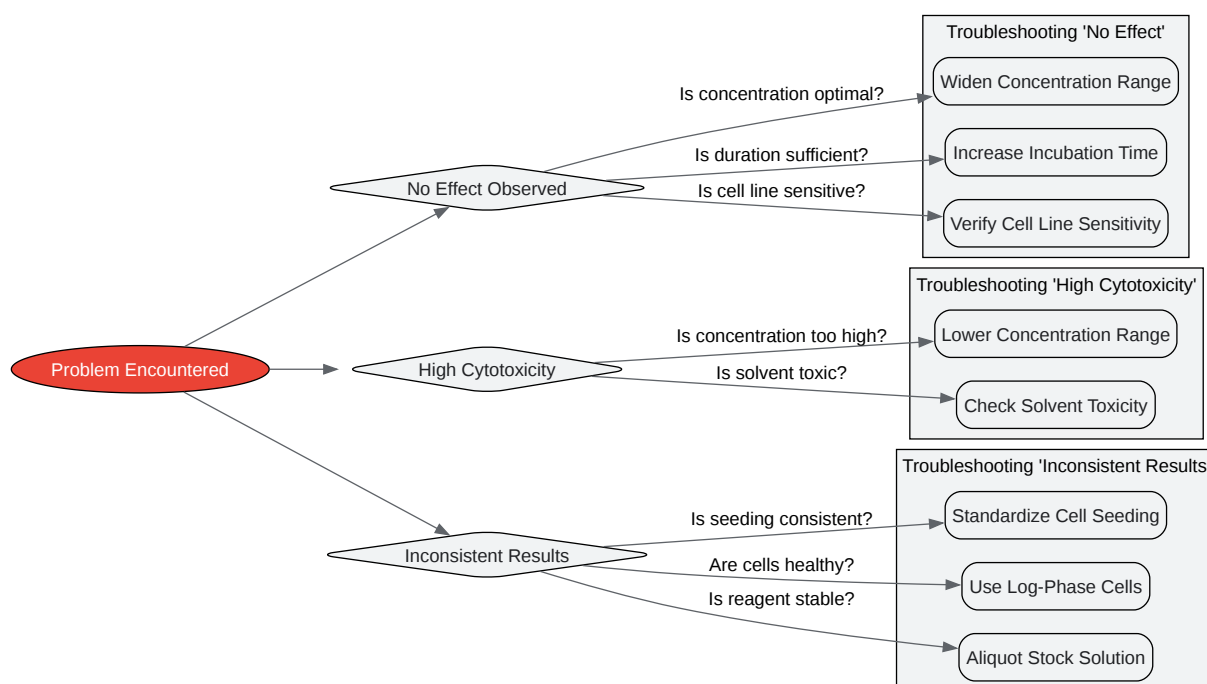 Troubleshooting 'No Effect'
Is concentration optimal?
Widen Concentration Range
Is duration sufficient?
Increase Incubation Time
No Effect Observed
Is cell line sensitive?
Verify Cell Line Sensitivity
Troubleshooting 'High Cytotoxicity'
Is concentration too high?
Lower Concentration Range
Problem Encountered
High Cytotoxicity
Is solvent toxic?
Check Solvent Toxicity
Troubleshooting 'Inconsistent Results
Is seeding consistent?
Standardize Cell Seeding
Inconsistent Results
Are cells healthy?
Use Log-Phase Cells
Is reagent stable?
Aliquot Stock Solution